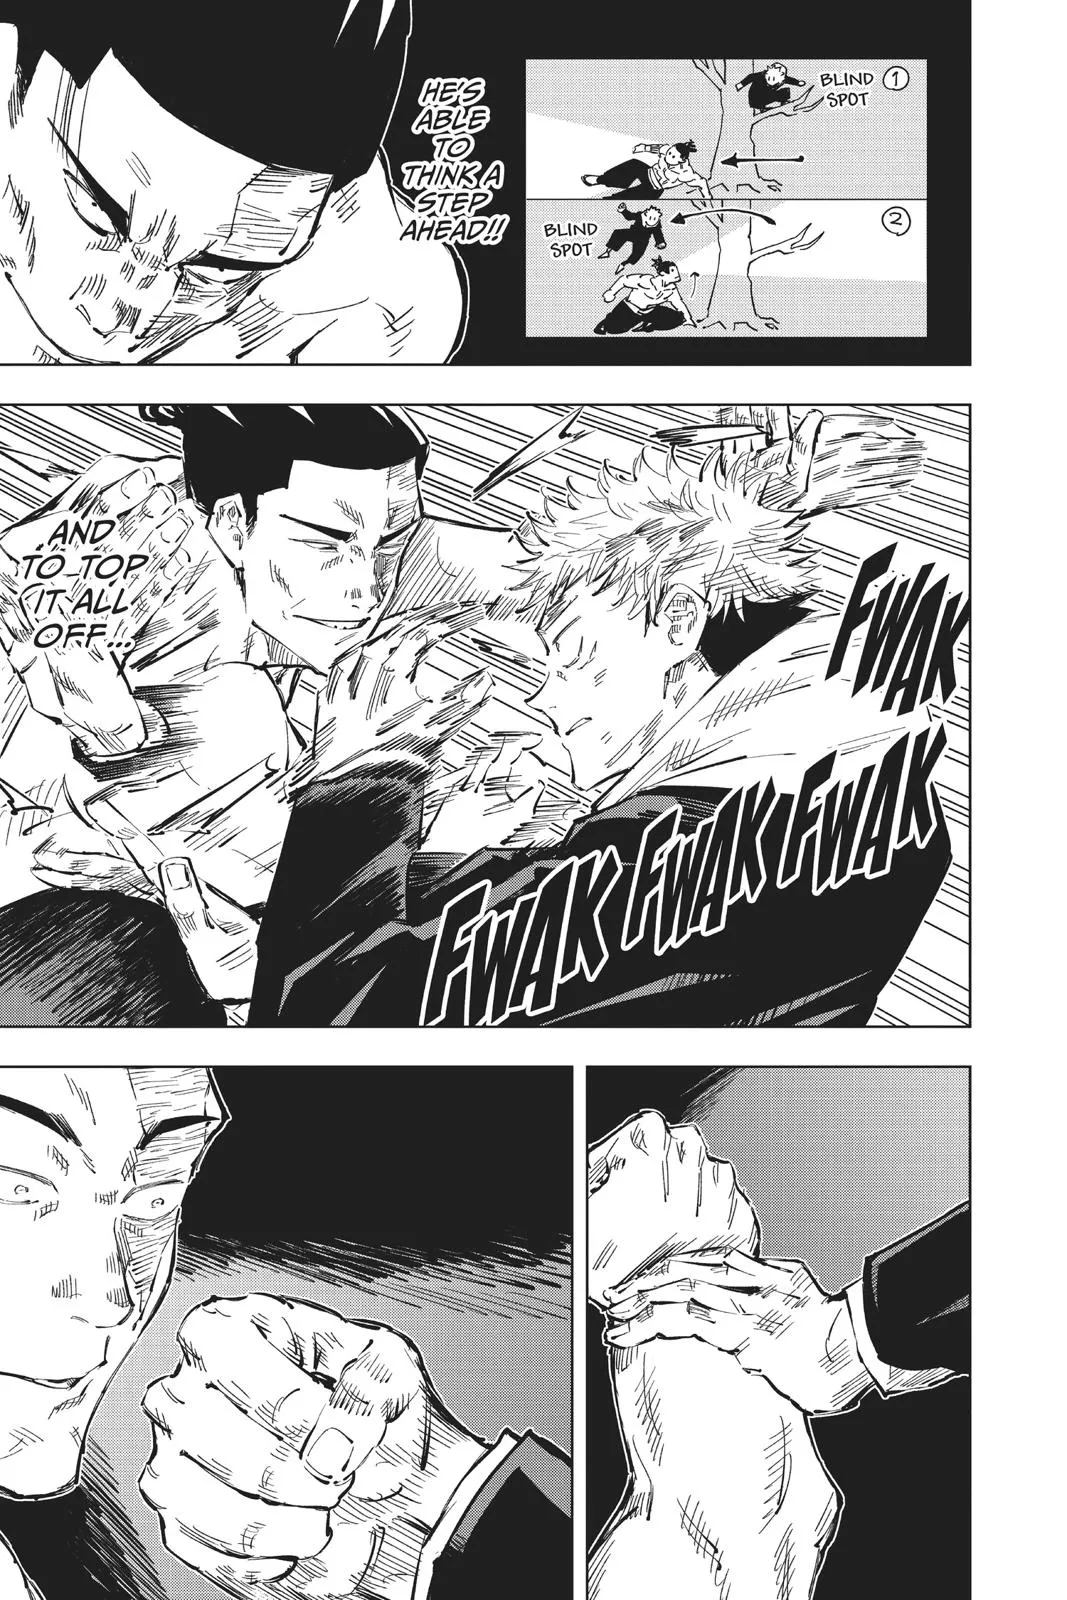 BLIND
SPOT
①
②
BLIND
SPOT
HE'S
ABLE
TO
THINK A
STEP
AHEAD!!
AND
TO TOP
IT ALL
OFF...
FWAK
FWAK
FWAK
FWAK